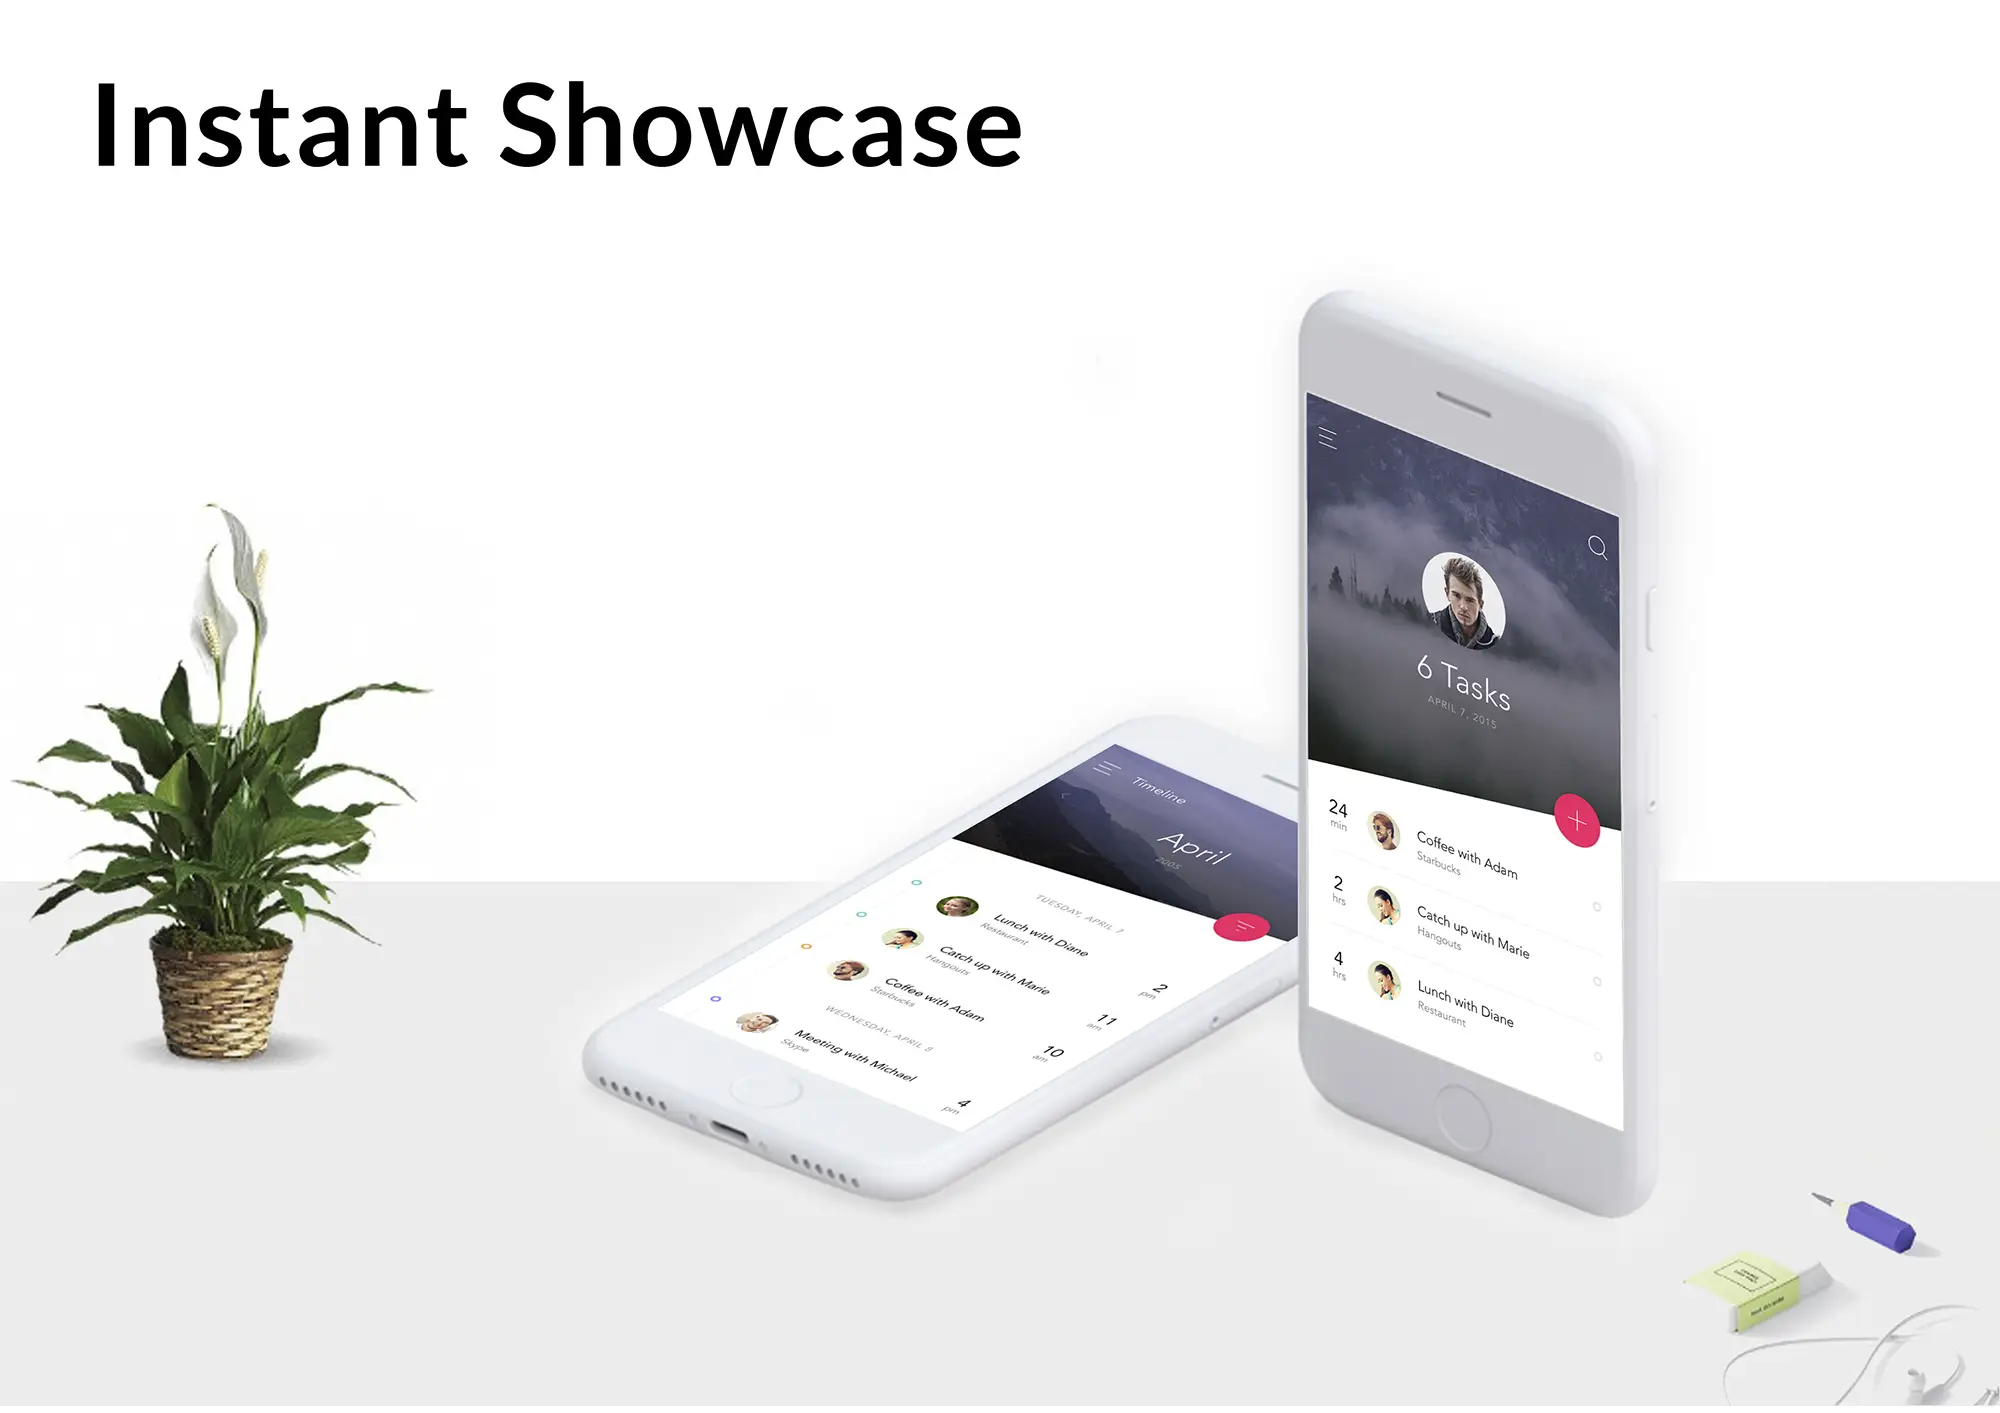 Instant Showcase
6 Tasks
APRIL 7, 2015
24
min
Coffee with Adam
Starbucks
2
hrs
Catch up with Marie
Hangouts
4
hrs
Lunch with Diane
Restaurant
Timeline
April
TUESDAY, APRIL 7
Lunch with Diane
Restaurant
2
pm
Catch up with Marie
Hangouts
11
am
Coffee with Adam
Starbucks
10
am
WEDNESDAY, APRIL 8
Meeting with Michael
Skype
4
pm